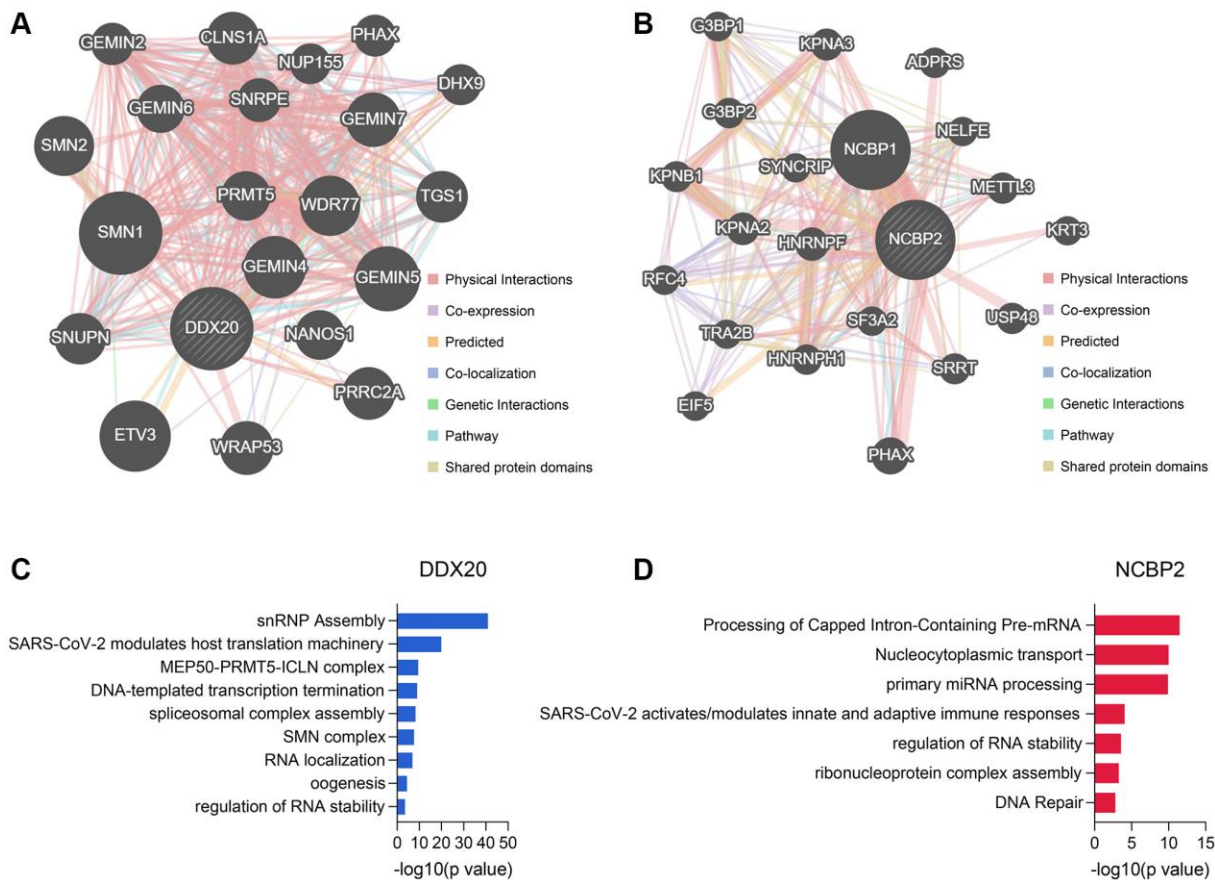 A
GEMIN2
CLNS1A
PHAX
NUP155
DHX9
GEMIN6
SNRPE
GEMIN7
SMN2
PRMT5
WDR77
TGS1
SMN1
GEMIN4
GEMIN5
DDX20
SNUPN
NANOS1
PRRC2A
ETV3
WRAP53
Physical Interactions
Co-expression
Predicted
Co-localization
Genetic Interactions
Pathway
Shared protein domains
B
G3BP1
KPNA3
ADPRS
G3BP2
NCBP1
NELFE
SYNCRIP
KPNB1
METTL3
KPNA2
HNRNPF
NCBP2
KRT3
RFC4
TRA2B
SF3A2
USP48
HNRNPH1
SRRT
EIF5
PHAX
Physical Interactions
Co-expression
Predicted
Co-localization
Genetic Interactions
Pathway
Shared protein domains
C
DDX20
snRNP Assembly
SARS-CoV-2 modulates host translation machinery
MEP50-PRMT5-ICLN complex
DNA-templated transcription termination
spliceosomal complex assembly
SMN complex
RNA localization
oogenesis
regulation of RNA stability
0 10 20 30 40 50
-log10(p value)
D
NCBP2
Processing of Capped Intron-Containing Pre-mRNA
Nucleocytoplasmic transport
primary miRNA processing
SARS-CoV-2 activates/modulates innate and adaptive immune responses
regulation of RNA stability
ribonucleoprotein complex assembly
DNA Repair
0 5 10 15
-log10(p value)